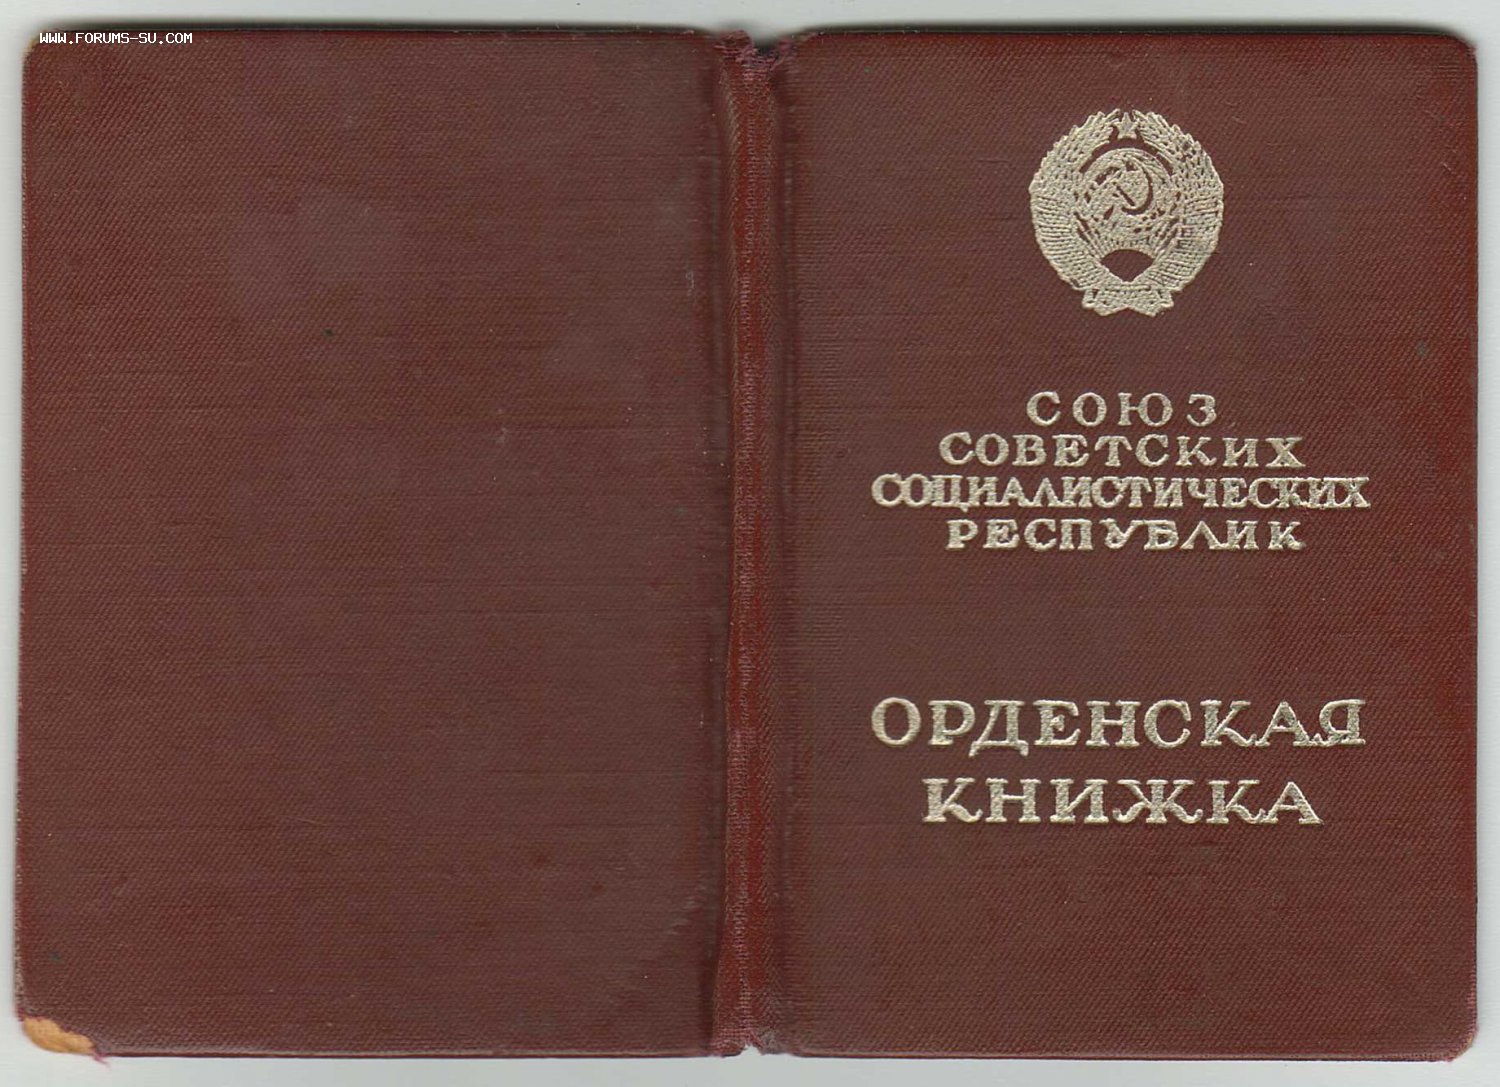 WWW.FORUMS-SU.COM
СОЮЗ
СОВЕТСКИХ
СОЦИАЛИСТИЧЕСКИХ
РЕСПУБЛИК
ОРДЕНСКАЯ
КНИЖКА